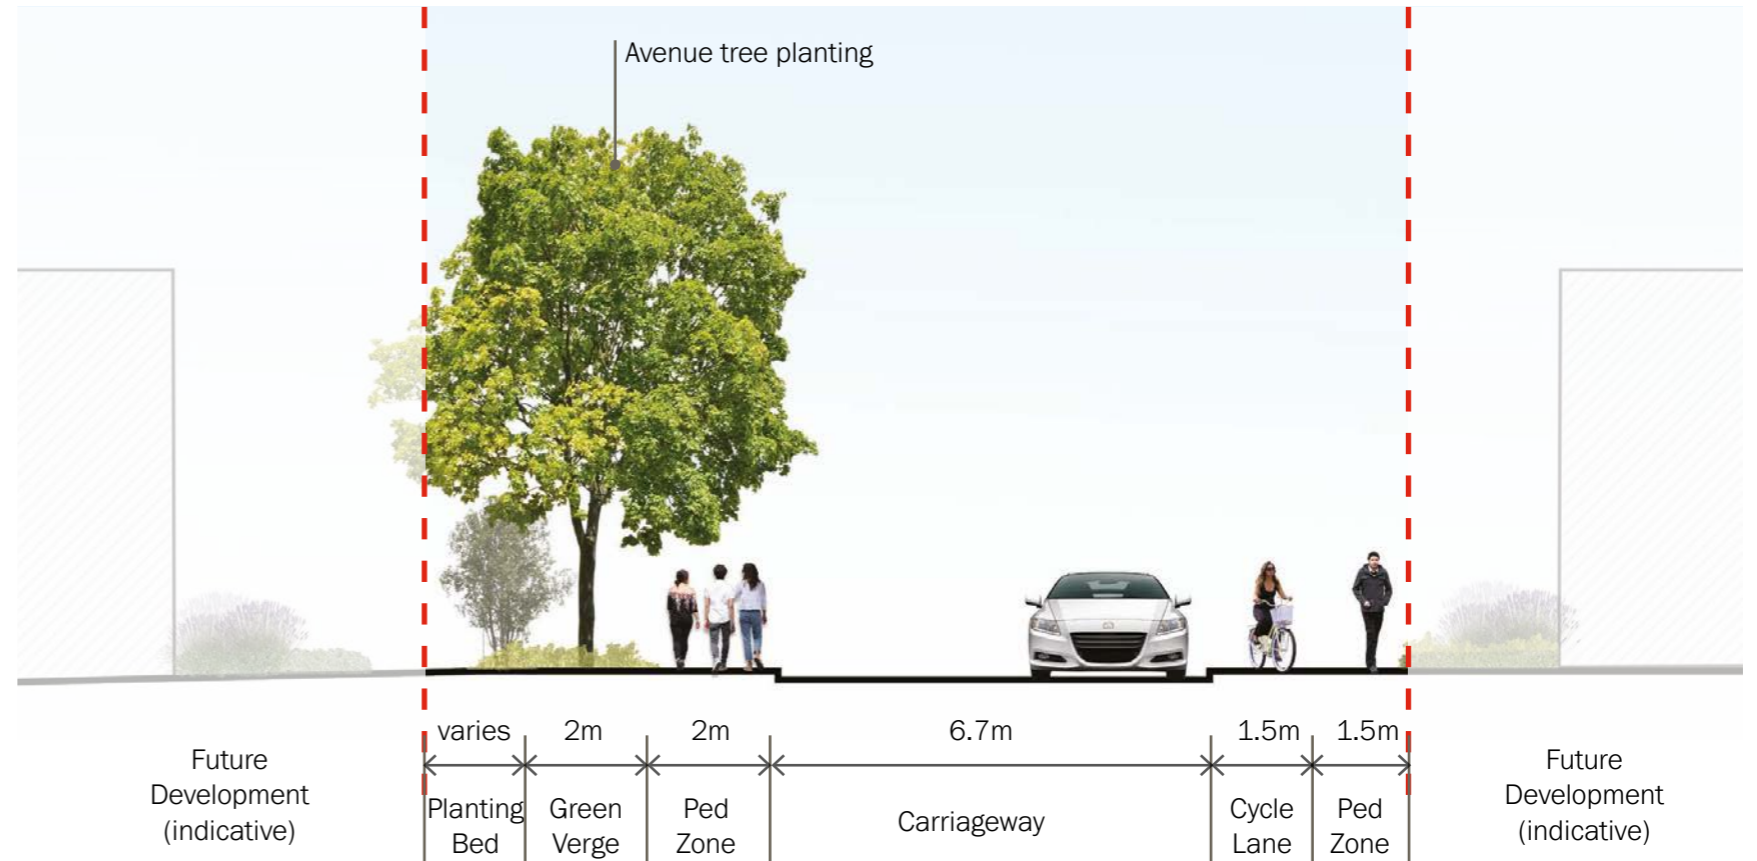 Avenue tree planting
varies
2m
2m
6.7m
1.5m
1.5m
Future
Development
(indicative)
Planting
Bed
Green
Verge
Ped
Zone
Carriageway
Cycle
Lane
Ped
Zone
Future
Development
(indicative)